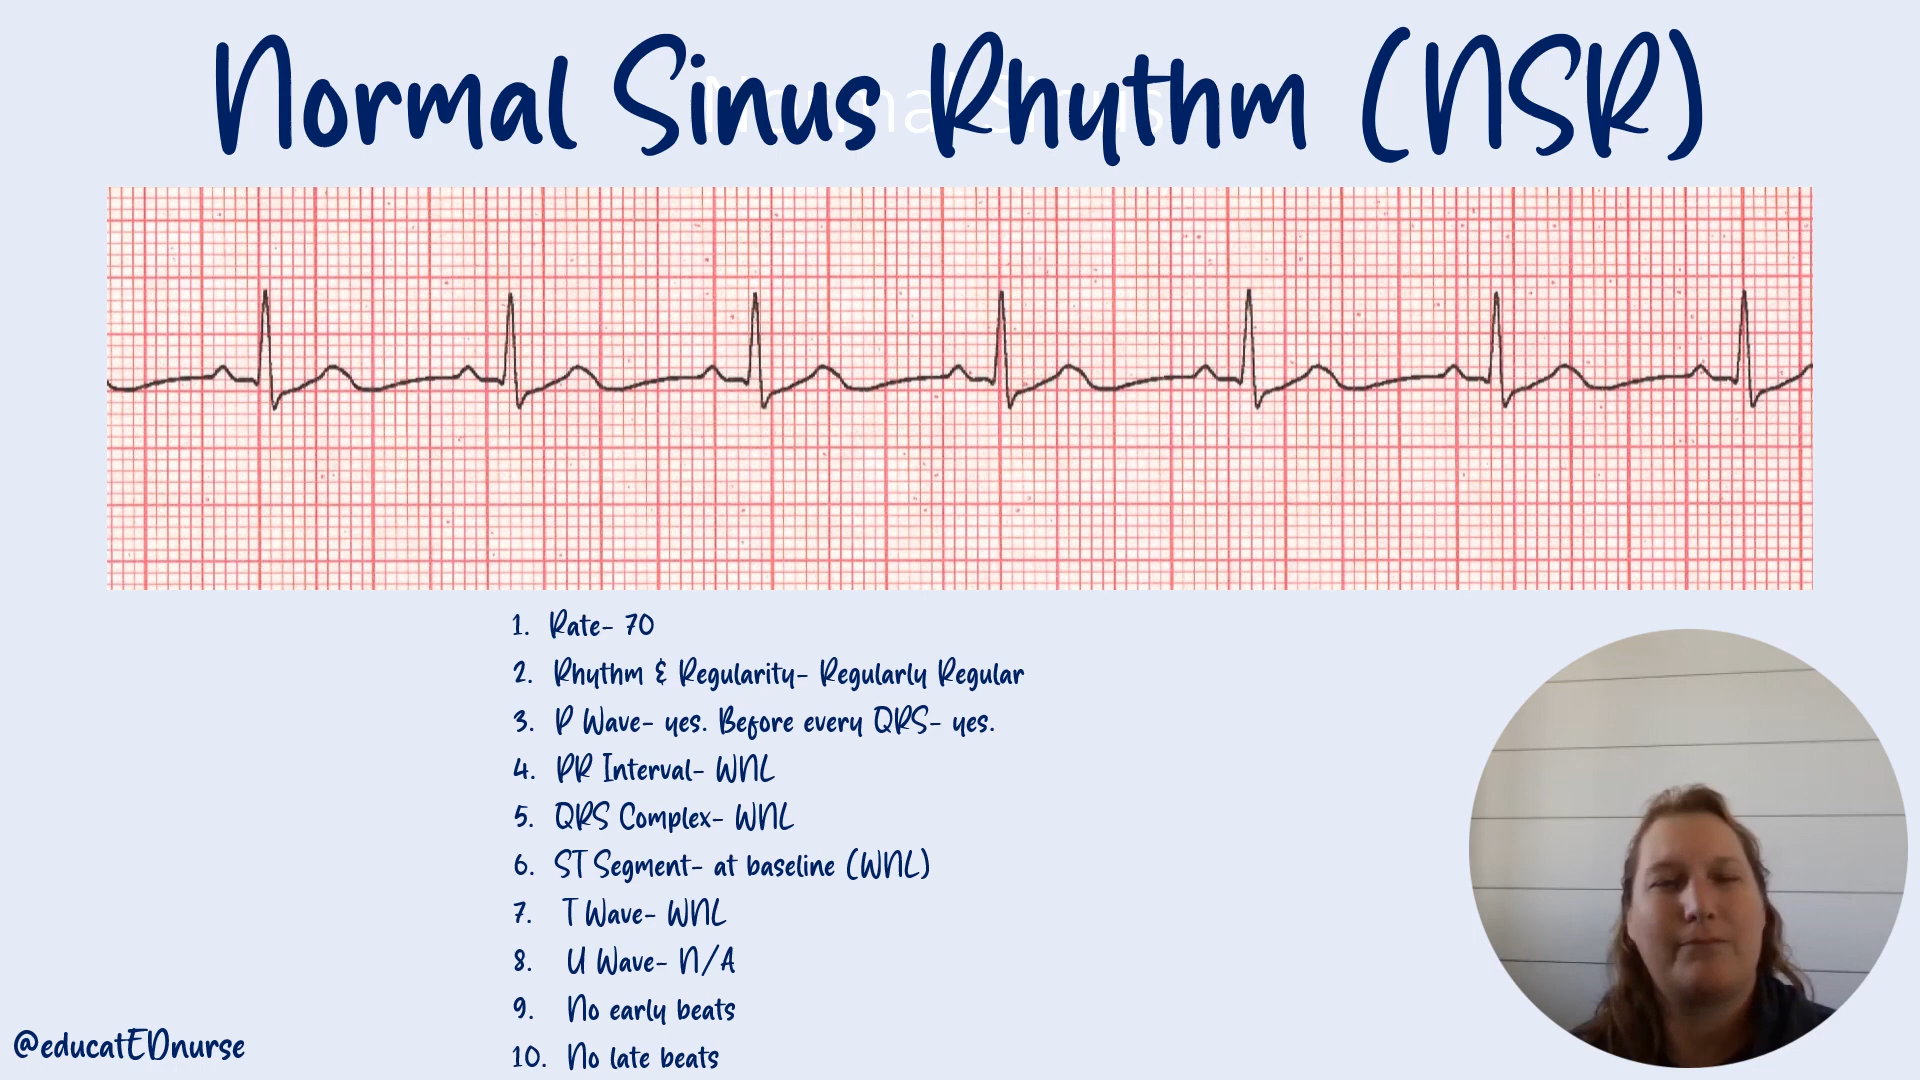 Normal Sinus Rhythm (NSR)
1. Rate- 70
2. Rhythm & Regularity- Regularly Regular
3. P Wave- yes. Before every QRS- yes.
4. PR Interval- WNL
5. QRS Complex- WNL
6. ST Segment- at baseline (WNL)
7. T Wave- WNL
8. U Wave- N/A
9. No early beats
10. No late beats
@educatEDnurse